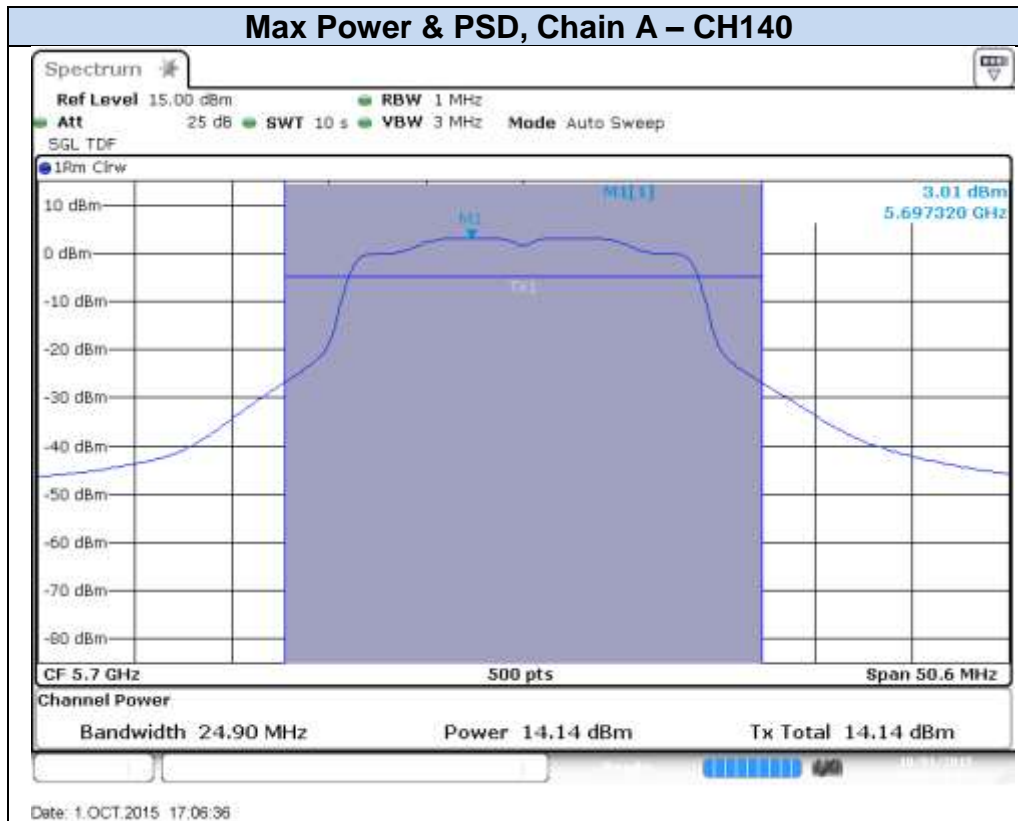 Max Power & PSD, Chain A – CH140
Spectrum
Ref Level 15.00 dBm RBW 1 MHz
Att 25 dB SWT 10 s VBW 3 MHz Mode Auto Sweep
SGL TDF
1Rm Clrw
M1[1] 3.01 dBm
5.697320 GHz
10 dBm
M1
0 dBm
Tx1
-10 dBm
-20 dBm
-30 dBm
-40 dBm
-50 dBm
-60 dBm
-70 dBm
-80 dBm
CF 5.7 GHz 500 pts Span 50.6 MHz
Channel Power
Bandwidth 24.90 MHz Power 14.14 dBm Tx Total 14.14 dBm
Date: 1.OCT.2015 17:06:36